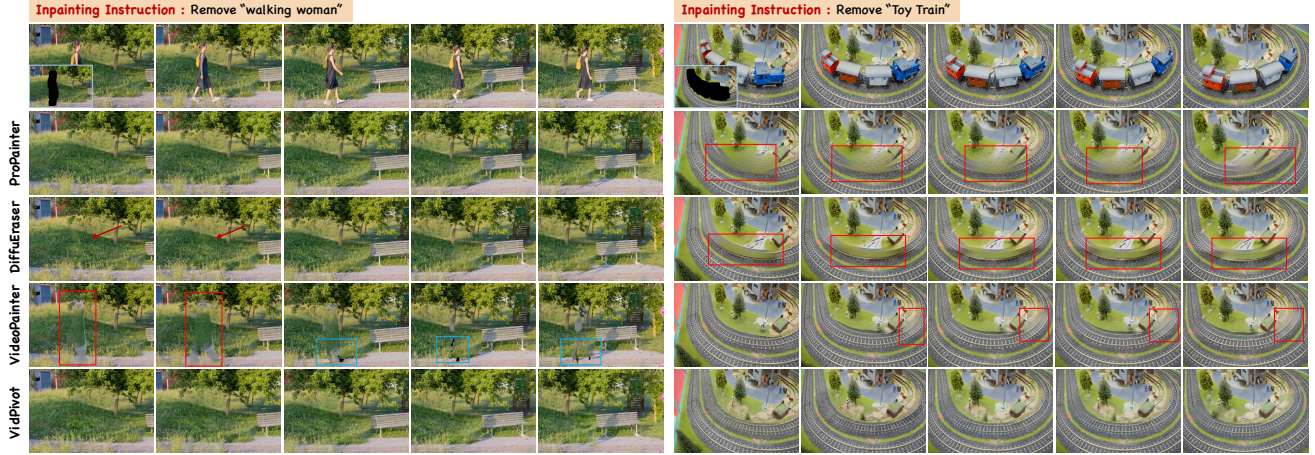 Inpainting Instruction : Remove “walking woman”
Inpainting Instruction : Remove “Toy Train”
ProPainter
DiffuEraser
VideoPainter
VidPivot